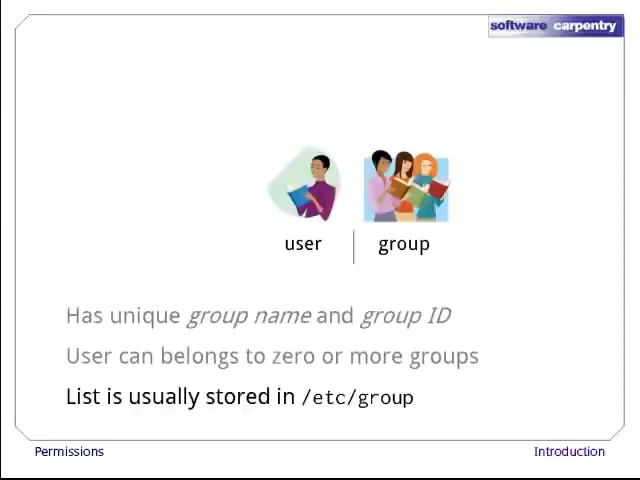 software carpentry
user
group
Has unique group name and group ID
User can belongs to zero or more groups
List is usually stored in /etc/group
Permissions
Introduction